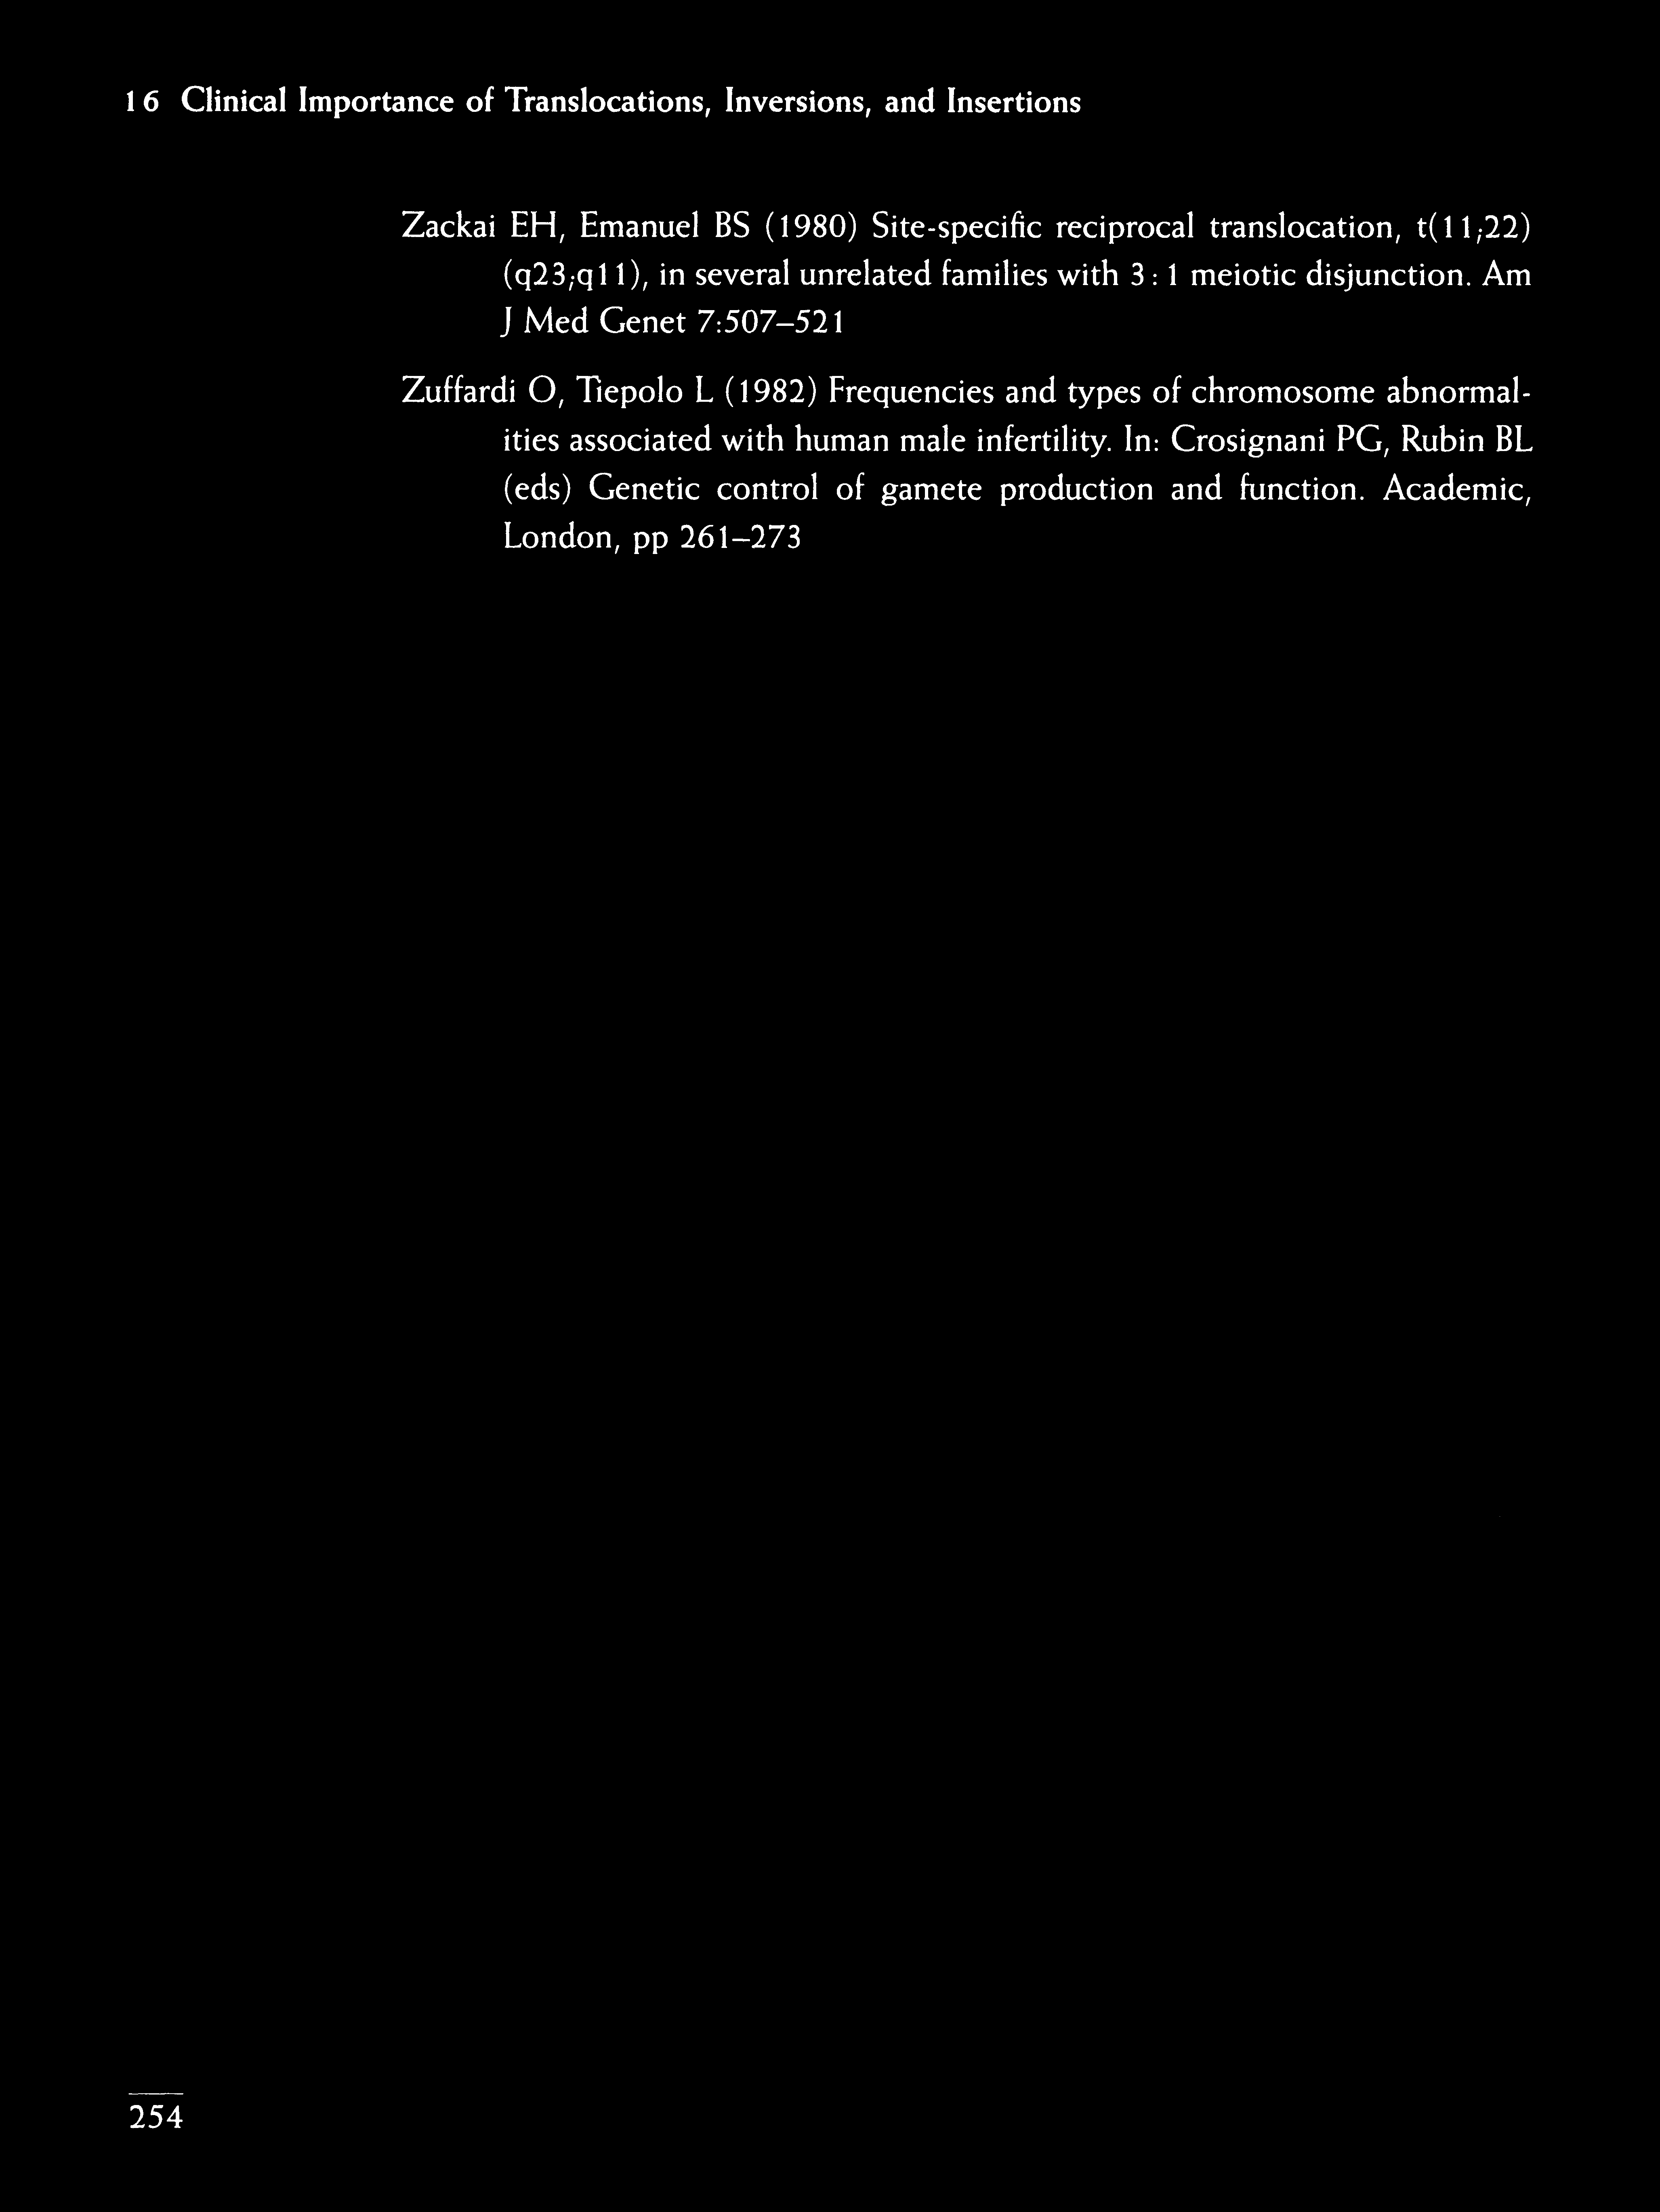 16 Clinical Importance of Translocations, Inversions, and Insertions
Zackai EH, Emanuel BS (1980) Site-specific reciprocal translocation, t(11;22)
(q23;q11), in several unrelated families with 3 : 1 meiotic disjunction. Am
J Med Genet 7:507–521
Zuffardi O, Tiepolo L (1982) Frequencies and types of chromosome abnormal-
ities associated with human male infertility. In: Crosignani PG, Rubin BL
(eds) Genetic control of gamete production and function. Academic,
London, pp 261–273
254